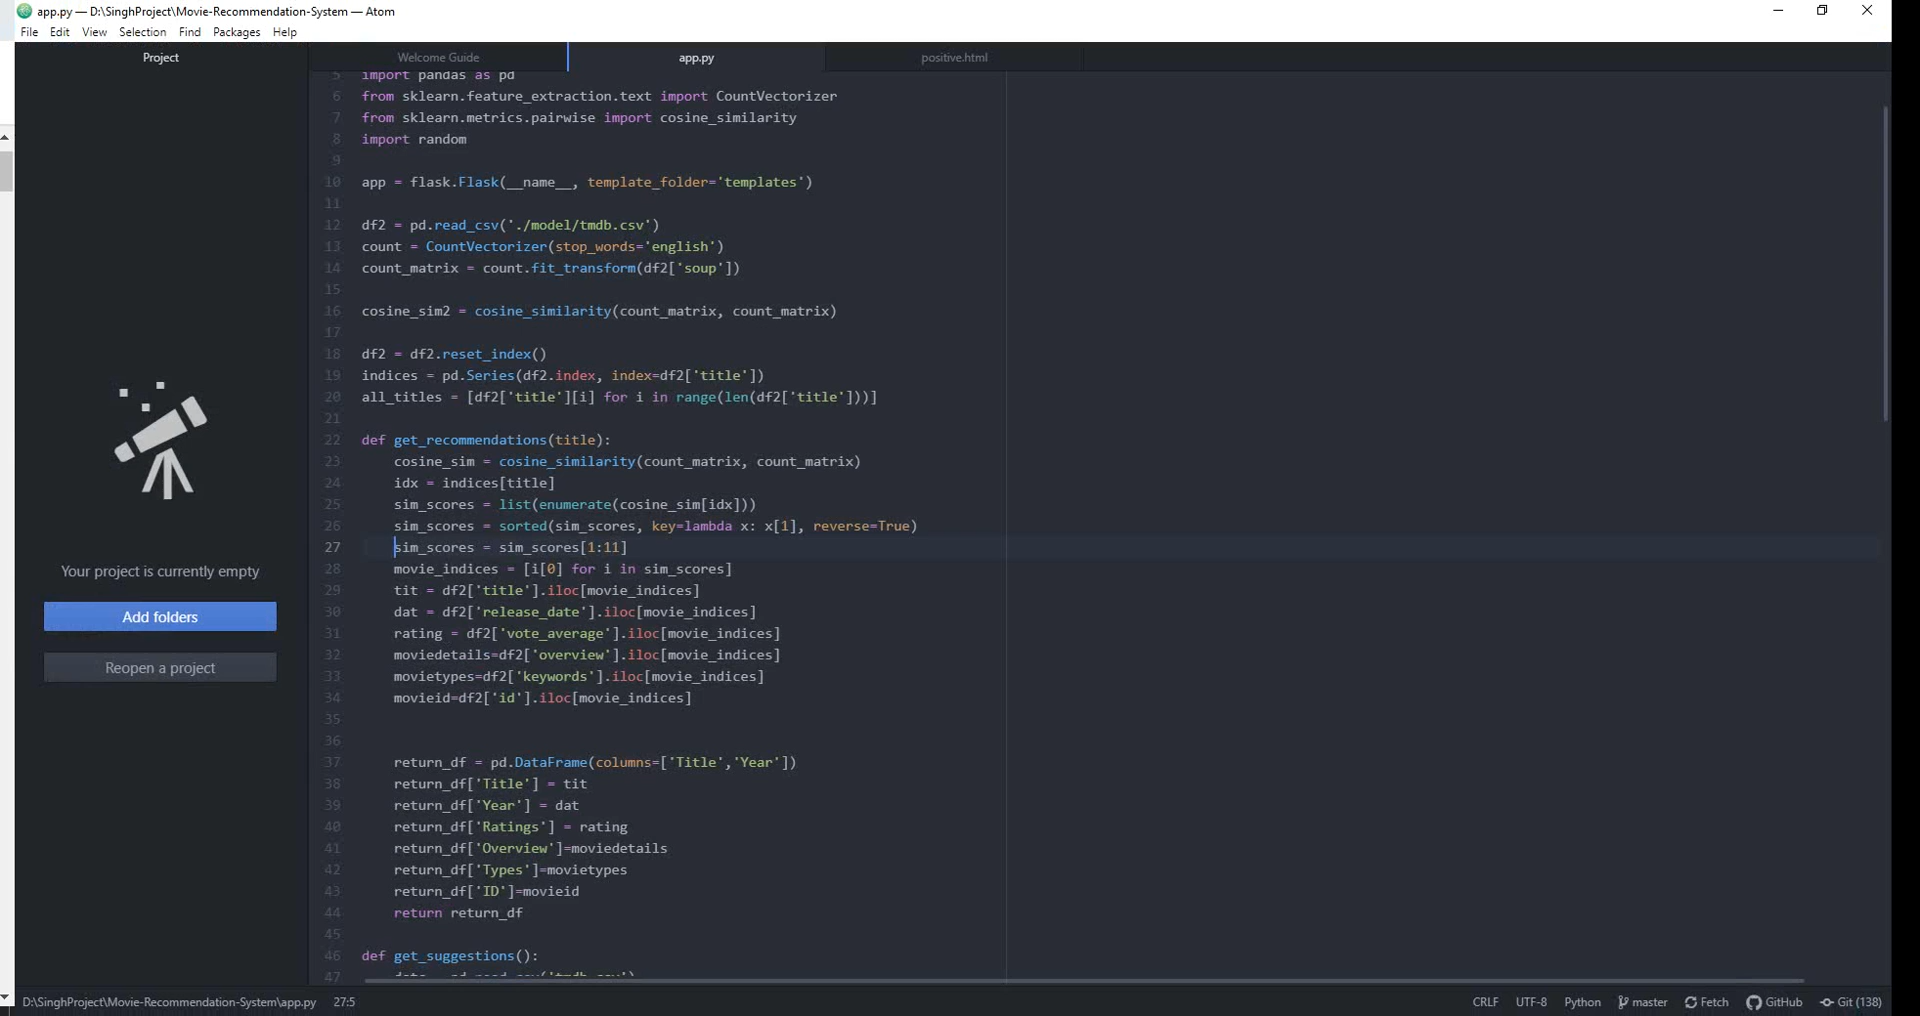 app.py — D:\SinghProject\Movie-Recommendation-System — Atom
File Edit View Selection Find Packages Help
Project
Welcome Guide
app.py
positive.html
5 import pandas as pd
6 from sklearn.feature_extraction.text import CountVectorizer
7 from sklearn.metrics.pairwise import cosine_similarity
8 import random
9
10 app = flask.Flask(__name__, template_folder='templates')
11
12 df2 = pd.read_csv('./model/tmdb.csv')
13 count = CountVectorizer(stop_words='english')
14 count_matrix = count.fit_transform(df2['soup'])
15
16 cosine_sim2 = cosine_similarity(count_matrix, count_matrix)
17
18 df2 = df2.reset_index()
19 indices = pd.Series(df2.index, index=df2['title'])
20 all_titles = [df2['title'][i] for i in range(len(df2['title']))]
21
22 def get_recommendations(title):
23     cosine_sim = cosine_similarity(count_matrix, count_matrix)
24     idx = indices[title]
25     sim_scores = list(enumerate(cosine_sim[idx]))
26     sim_scores = sorted(sim_scores, key=lambda x: x[1], reverse=True)
27     sim_scores = sim_scores[1:11]
28     movie_indices = [i[0] for i in sim_scores]
29     tit = df2['title'].iloc[movie_indices]
30     dat = df2['release_date'].iloc[movie_indices]
31     rating = df2['vote_average'].iloc[movie_indices]
32     moviedetails=df2['overview'].iloc[movie_indices]
33     movietypes=df2['keywords'].iloc[movie_indices]
34     movieid=df2['id'].iloc[movie_indices]
35
36
37     return_df = pd.DataFrame(columns=['Title','Year'])
38     return_df['Title'] = tit
39     return_df['Year'] = dat
40     return_df['Ratings'] = rating
41     return_df['Overview']=moviedetails
42     return_df['Types']=movietypes
43     return_df['ID']=movieid
44     return return_df
45
46 def get_suggestions():
47     data = pd.read_csv('tmdb.csv')
Your project is currently empty
Add folders
Reopen a project
D:\SinghProject\Movie-Recommendation-System\app.py 27:5
CRLF UTF-8 Python master Fetch GitHub Git (138)